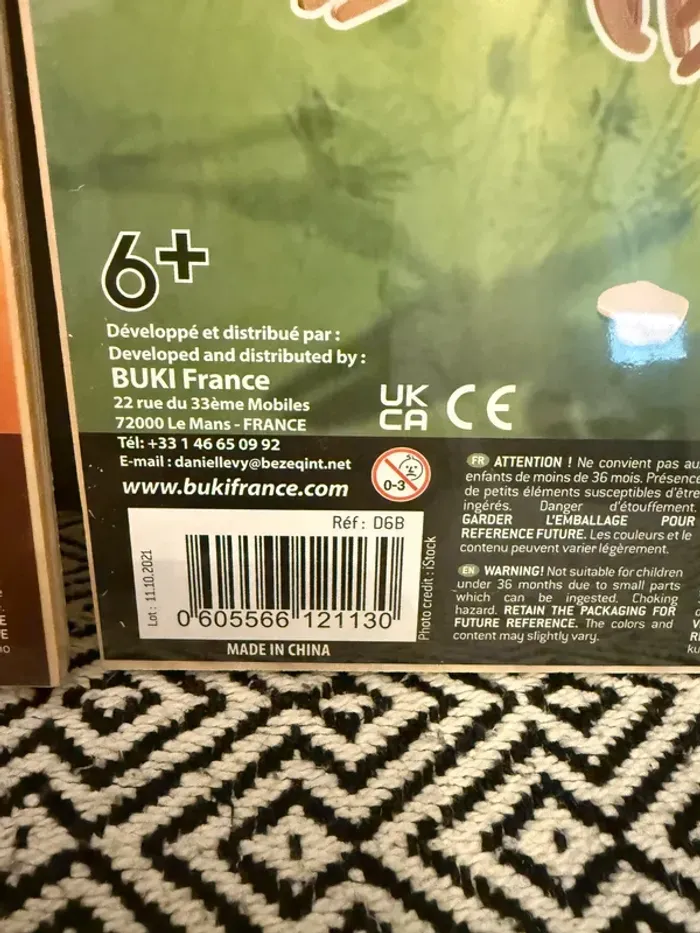 6+
Développé et distribué par :
Developed and distributed by :
BUKI France
22 rue du 33ème Mobiles
72000 Le Mans - FRANCE
Tél: +33 1 46 65 09 92
E-mail : daniellevy@bezeqint.net
www.bukifrance.com
UK
CA CE
0-3
Réf : D6B
Lot : 11.10.2021
0 605566 121130
Photo credit : iStock
MADE IN CHINA
FR ATTENTION ! Ne convient pas au
enfants de moins de 36 mois. Présence
de petits éléments susceptibles d'être
ingérés. Danger d'étouffement.
GARDER L'EMBALLAGE POUR
REFERENCE FUTURE. Les couleurs et le
contenu peuvent varier légèrement.
EN WARNING! Not suitable for children
under 36 months due to small parts
which can be ingested. Choking
hazard. RETAIN THE PACKAGING FOR
FUTURE REFERENCE. The colors and
content may slightly vary.